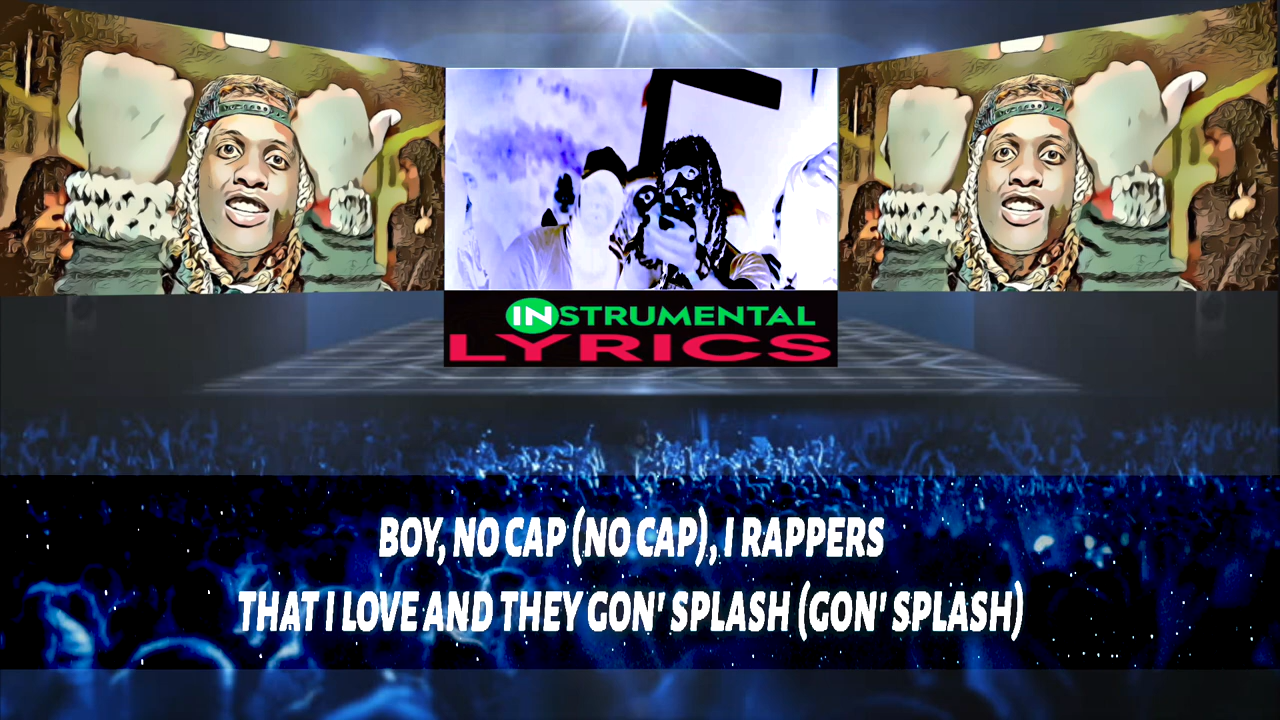 INSTRUMENTAL
LYRICS
BOY, NO CAP (NO CAP), I RAPPERS
THAT I LOVE AND THEY GON' SPLASH (GON' SPLASH)